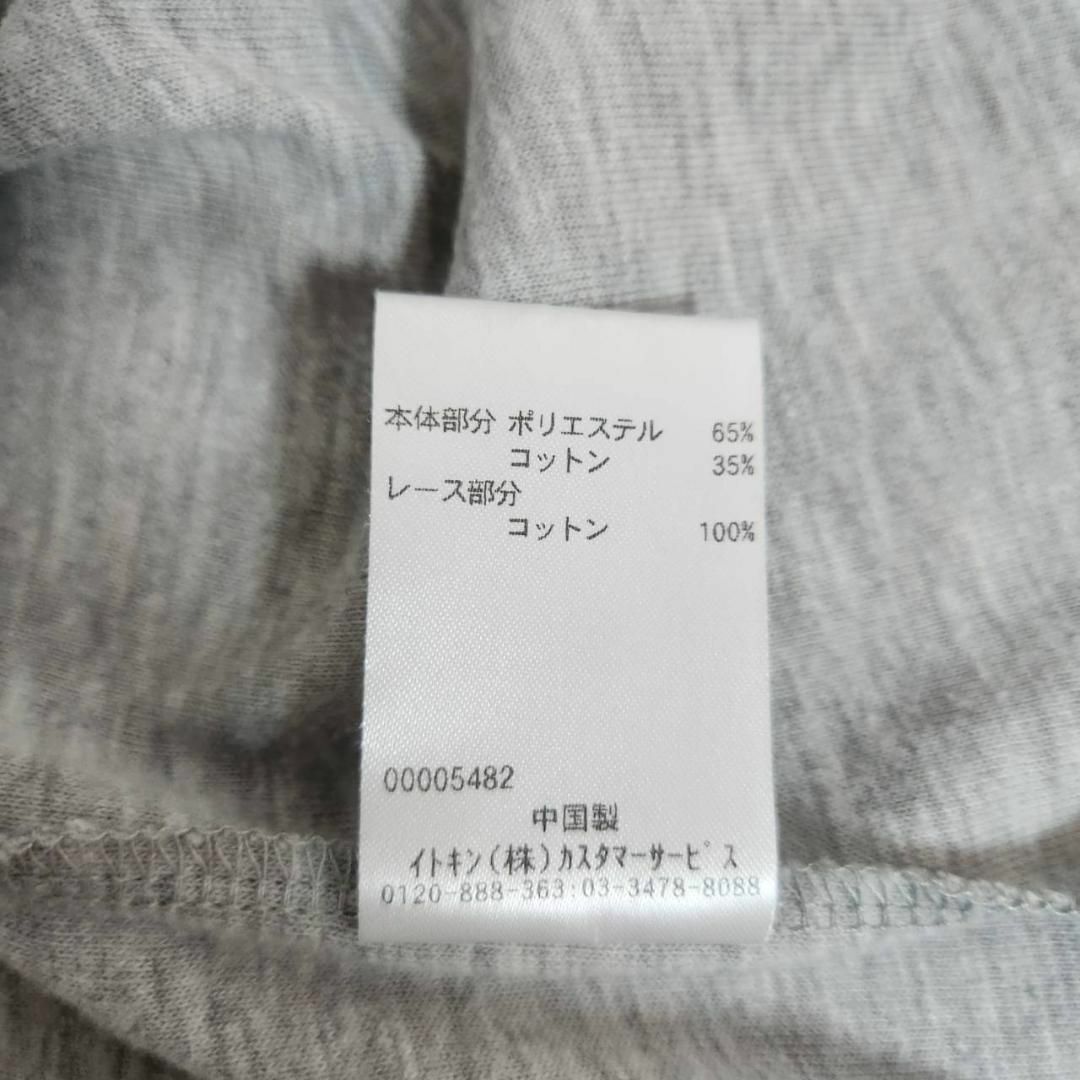 本体部分 ポリエステル 65%
コットン 35%
レース部分
コットン 100%
00005482
中国製
イトキン(株)カスタマーサービス
0120-888-363:03-3478-8088